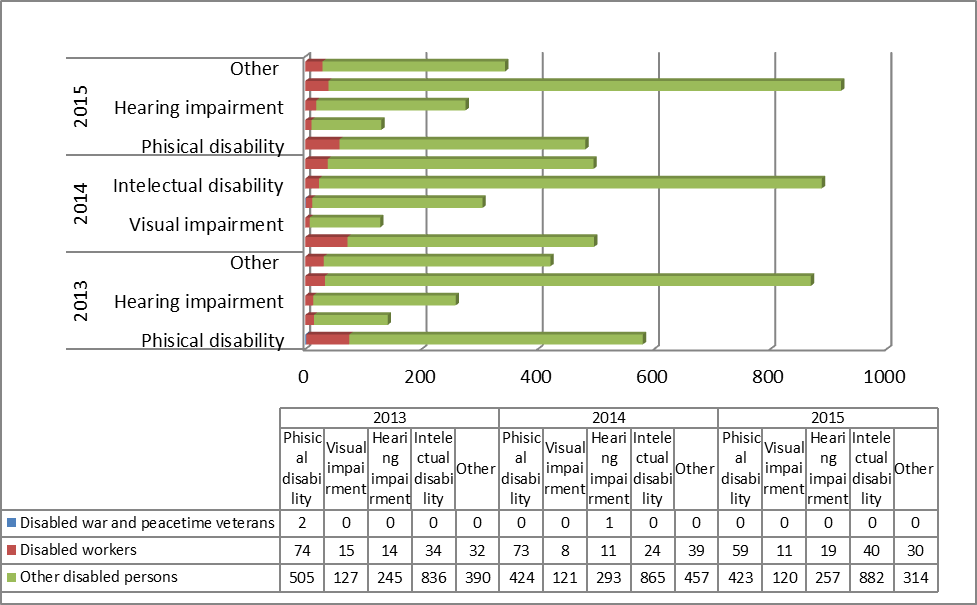 2015
Other
Hearing impairment
Phisical disability
2014
Intelectual disability
Visual impairment
2013
Other
Hearing impairment
Phisical disability
0 200 400 600 800 1000
2013 2014 2015
Phisic Visual Heari Intele Other Phisic Visual Heari Intele Other Phisic Visual Heari Intele Other
al impai ng ctual al impai ng ctual al impai ng ctual
disabi rment impai disabi disabi rment impai disabi disabi rment impai disabi
lity rment lity lity rment lity lity rment lity
Disabled war and peacetime veterans 2 0 0 0 0 0 0 1 0 0 0 0 0 0 0
Disabled workers 74 15 14 34 32 73 8 11 24 39 59 11 19 40 30
Other disabled persons 505 127 245 836 390 424 121 293 865 457 423 120 257 882 314